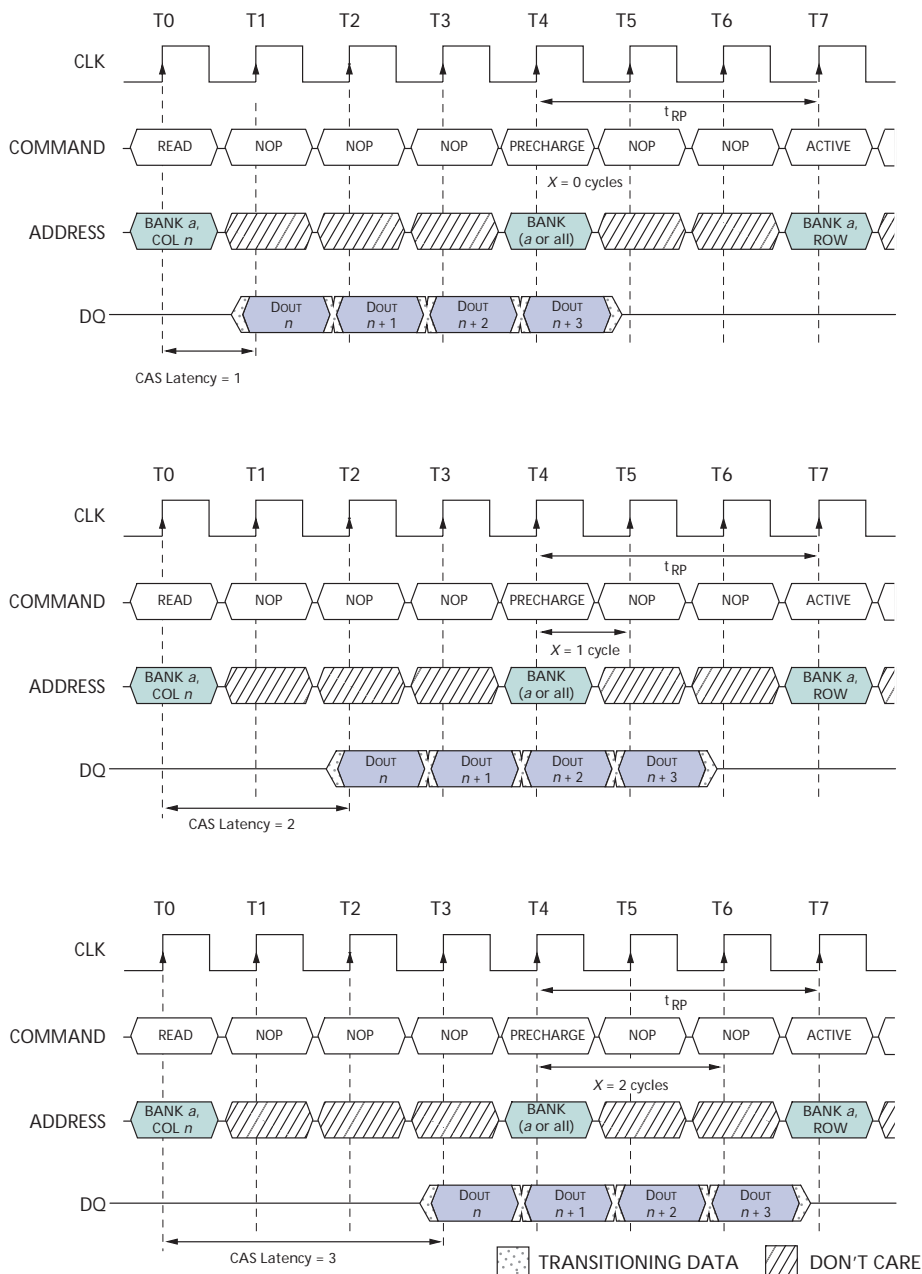 T0 T1 T2 T3 T4 T5 T6 T7
CLK
tRP
COMMAND READ NOP NOP NOP PRECHARGE NOP NOP ACTIVE
X = 0 cycles
ADDRESS BANK a, COL n BANK (a or all) BANK a, ROW
DQ DOUT n DOUT n + 1 DOUT n + 2 DOUT n + 3
CAS Latency = 1
T0 T1 T2 T3 T4 T5 T6 T7
CLK
tRP
COMMAND READ NOP NOP NOP PRECHARGE NOP NOP ACTIVE
X = 1 cycle
ADDRESS BANK a, COL n BANK (a or all) BANK a, ROW
DQ DOUT n DOUT n + 1 DOUT n + 2 DOUT n + 3
CAS Latency = 2
T0 T1 T2 T3 T4 T5 T6 T7
CLK
tRP
COMMAND READ NOP NOP NOP PRECHARGE NOP NOP ACTIVE
X = 2 cycles
ADDRESS BANK a, COL n BANK (a or all) BANK a, ROW
DQ DOUT n DOUT n + 1 DOUT n + 2 DOUT n + 3
CAS Latency = 3
TRANSITIONING DATA DON'T CARE